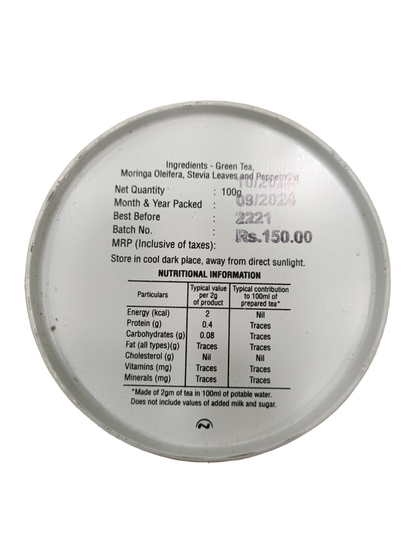 Ingredients - Green Tea,
Moringa Oleifera, Stevia Leaves and Peppermint
Net Quantity : 100g
Month & Year Packed :
Best Before : 09/2024
Batch No. : 2221
MRP (Inclusive of taxes): Rs.150.00
Store in cool dark place, away from direct sunlight.
NUTRITIONAL INFORMATION
Particulars Typical value per 2g of product Typical contribution to 100ml of prepared tea*
Energy (kcal) 2 Nil
Protein (g) 0.4 Traces
Carbohydrates (g) 0.08 Traces
Fat (all types)(g) Traces Traces
Cholesterol (g) Nil Nil
Vitamins (mg) Traces Traces
Minerals (mg) Traces Traces
*Made of 2gm of tea in 100ml of potable water.
Does not include values of added milk and sugar.